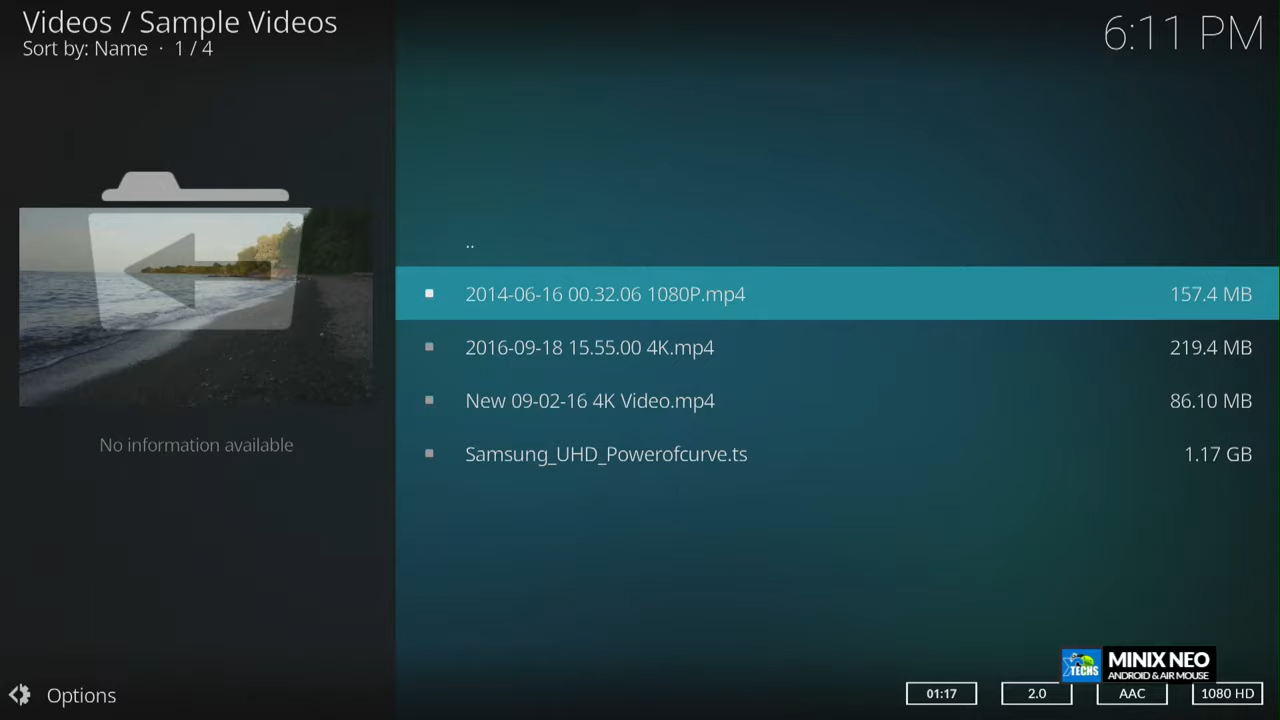 Videos / Sample Videos
Sort by: Name · 1 / 4
6:11 PM
..
2014-06-16 00.32.06 1080P.mp4 157.4 MB
2016-09-18 15.55.00 4K.mp4 219.4 MB
New 09-02-16 4K Video.mp4 86.10 MB
Samsung_UHD_Powerofcurve.ts 1.17 GB
No information available
TECHS
MINIX NEO
ANDROID & AIR MOUSE
Options
01:17 2.0 AAC 1080 HD